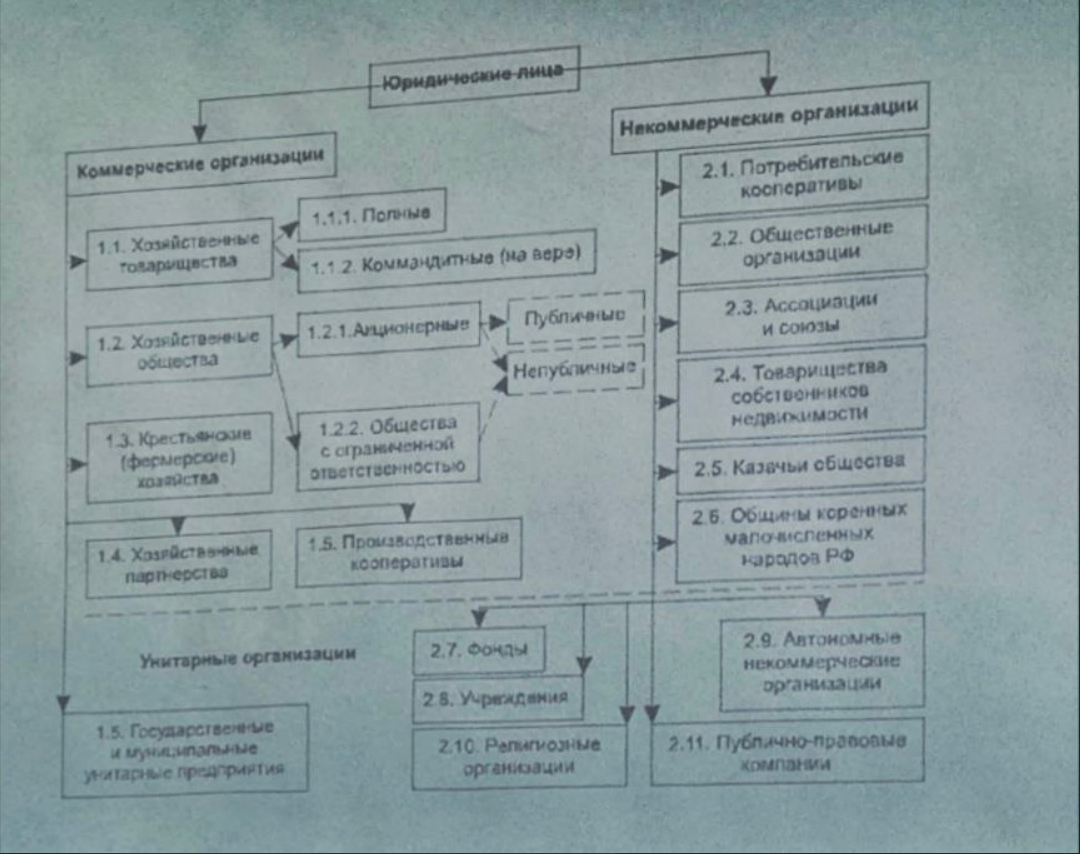 Юридические лица
Коммерческие организации
1.1. Хозяйственные
товарищества
1.1.1. Полные
1.1.2. Коммандитные (на вере)
1.2. Хозяйственные
общества
1.2.1.Акционерные
Публичные
Непубличные
1.2.2. Общества
с ограниченной
ответственностью
1.3. Крестьянские
(фермерские)
хозяйства
1.4. Хозяйственные
партнерства
1.5. Производственные
кооперативы
Некоммерческие организации
2.1. Потребительские
кооперативы
2.2. Общественные
организации
2.3. Ассоциации
и союзы
2.4. Товарищества
собственников
недвижимости
2.5. Казачьи общества
2.6. Общины коренных
малочисленных
народов РФ
Унитарные организации
1.5. Государственные
и муниципальные
унитарные предприятия
2.7. Фонды
2.8. Учреждения
2.9. Автономные
некоммерческие
организации
2.10. Религиозные
организации
2.11. Публично-правовые
компании